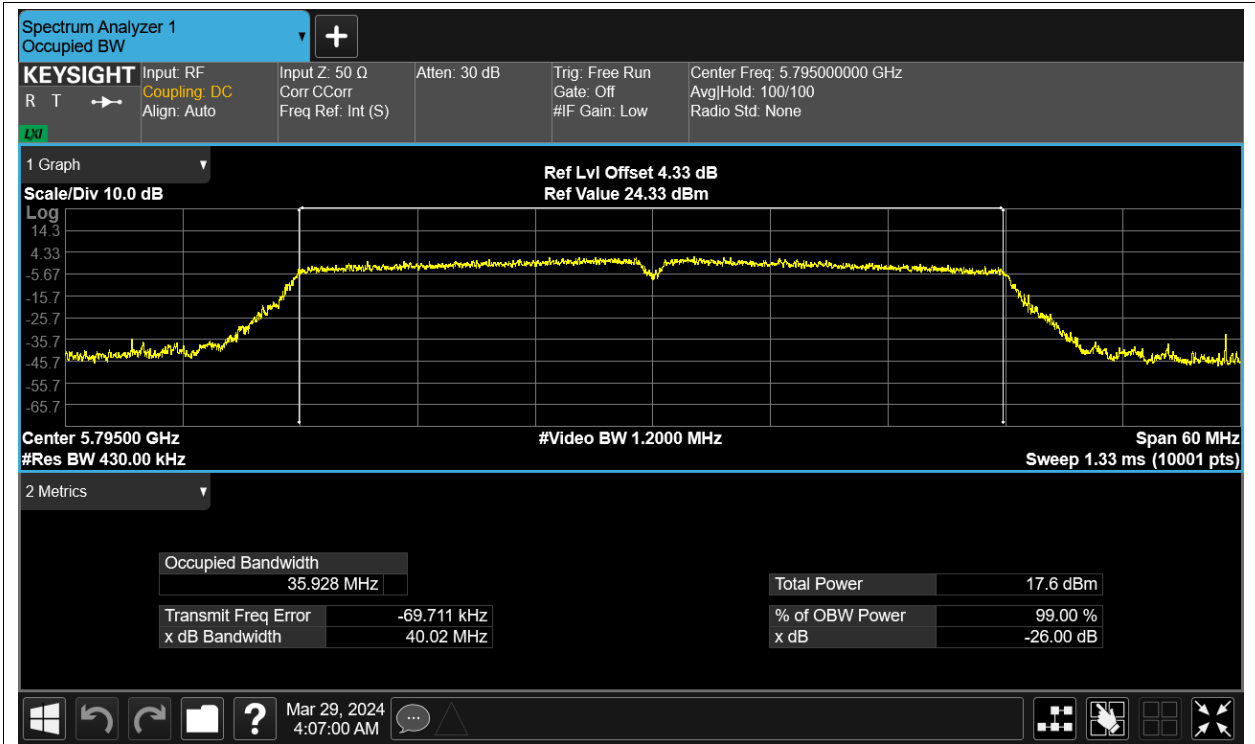 Spectrum Analyzer 1
Occupied BW
KEYSIGHT
R T
LXI
Input: RF
Coupling: DC
Align: Auto
Input Z: 50 Ω
Corr CCorr
Freq Ref: Int (S)
Atten: 30 dB
Trig: Free Run
Gate: Off
#IF Gain: Low
Center Freq: 5.795000000 GHz
Avg|Hold: 100/100
Radio Std: None
1 Graph
Scale/Div 10.0 dB
Ref Lvl Offset 4.33 dB
Ref Value 24.33 dBm
Log
14.3
4.33
-5.67
-15.7
-25.7
-35.7
-45.7
-55.7
-65.7
Center 5.79500 GHz
#Res BW 430.00 kHz
#Video BW 1.2000 MHz
Span 60 MHz
Sweep 1.33 ms (10001 pts)
2 Metrics
Occupied Bandwidth
35.928 MHz
Transmit Freq Error -69.711 kHz
x dB Bandwidth 40.02 MHz
Total Power 17.6 dBm
% of OBW Power 99.00 %
x dB -26.00 dB
?
Mar 29, 2024
4:07:00 AM